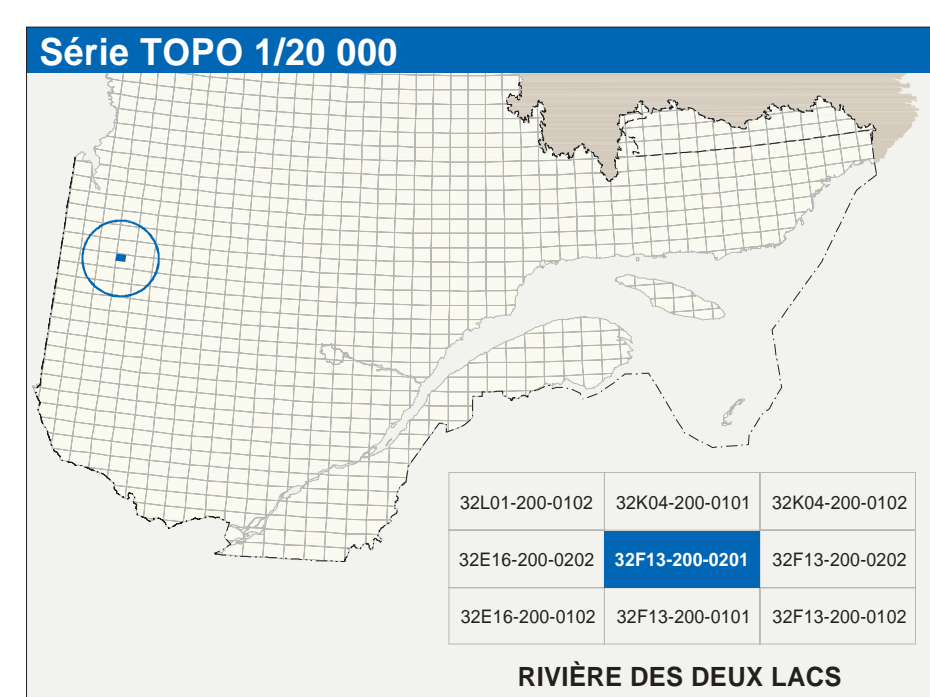 Série TOPO 1/20 000
32L01-200-0102 32K04-200-0101 32K04-200-0102
32E16-200-0202 32F13-200-0201 32F13-200-0202
32E16-200-0102 32F13-200-0101 32F13-200-0102
RIVIÈRE DES DEUX LACS